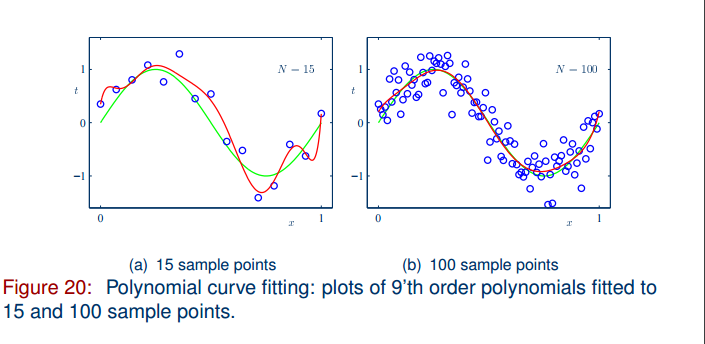 N − 15
N − 100
t
1
0
−1
0
x
1
t
1
0
−1
0
x
1
(a) 15 sample points
(b) 100 sample points
Figure 20: Polynomial curve fitting: plots of 9'th order polynomials fitted to
15 and 100 sample points.